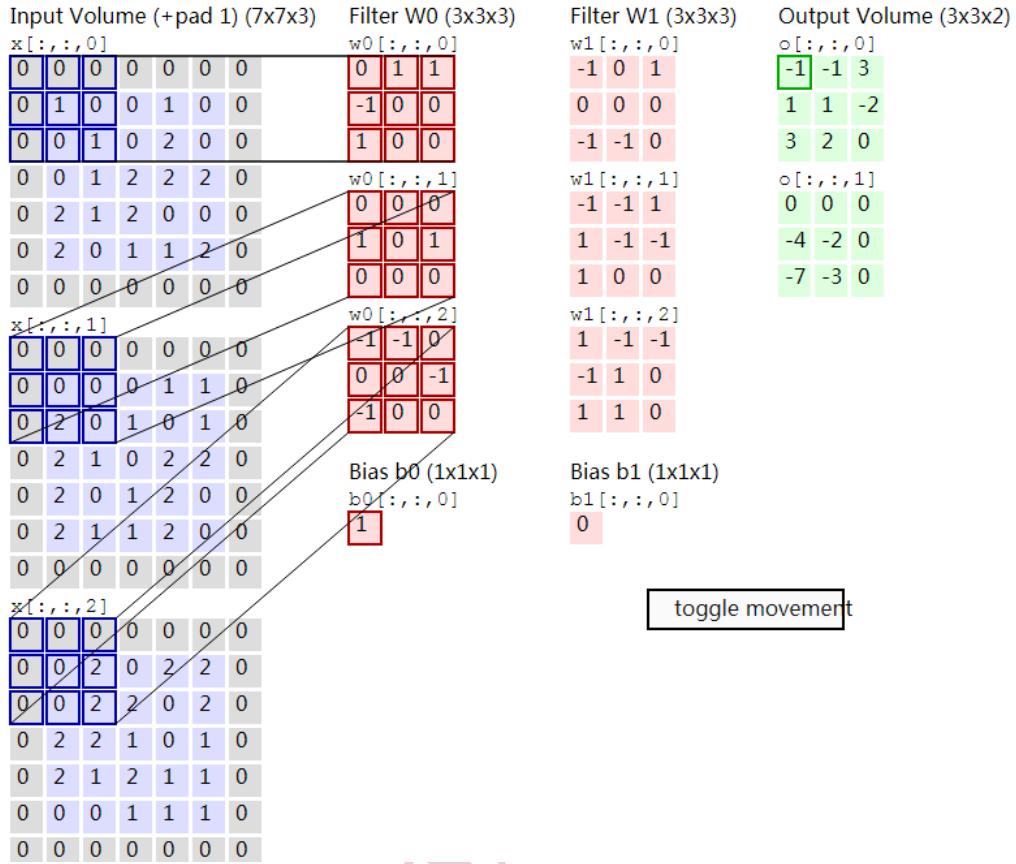 Input Volume (+pad 1) (7x7x3)
x[:,:,0]
0 0 0 0 0 0 0
0 1 0 0 1 0 0
0 0 1 0 2 0 0
0 0 1 2 2 2 0
0 2 1 2 0 0 0
0 2 0 1 1 2 0
0 0 0 0 0 0 0
x[:,:,1]
0 0 0 0 0 0 0
0 0 0 0 1 1 0
0 2 0 1 0 1 0
0 2 1 0 2 2 0
0 2 0 1 2 0 0
0 2 1 1 2 0 0
0 0 0 0 0 0 0
x[:,:,2]
0 0 0 0 0 0 0
0 0 2 0 2 2 0
0 0 2 2 0 2 0
0 2 2 1 0 1 0
0 2 1 2 1 1 0
0 0 0 1 1 1 0
0 0 0 0 0 0 0
Filter W0 (3x3x3)
w0[:,:,0]
0 1 1
-1 0 0
1 0 0
w0[:,:,1]
0 0 0
1 0 1
0 0 0
w0[:,:,2]
-1 -1 0
0 0 -1
-1 0 0
Bias b0 (1x1x1)
b0[:,:,0]
1
Filter W1 (3x3x3)
w1[:,:,0]
-1 0 1
0 0 0
-1 -1 0
w1[:,:,1]
-1 -1 1
1 -1 -1
1 0 0
w1[:,:,2]
1 -1 -1
-1 1 0
1 1 0
Bias b1 (1x1x1)
b1[:,:,0]
0
Output Volume (3x3x2)
o[:,:,0]
-1 -1 3
1 1 -2
3 2 0
o[:,:,1]
0 0 0
-4 -2 0
-7 -3 0
toggle movement